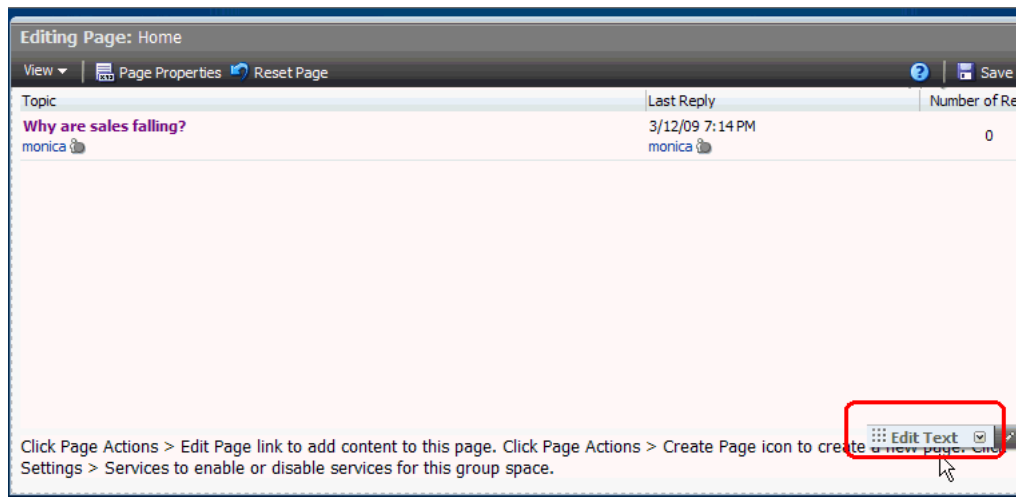 Editing Page: Home
View Page Properties Reset Page Save
Topic Last Reply Number of Re
Why are sales falling? 3/12/09 7:14 PM 0
monica monica
Edit Text
Click Page Actions > Edit Page link to add content to this page. Click Page Actions > Create Page icon to create a new page. Click
Settings > Services to enable or disable services for this group space.